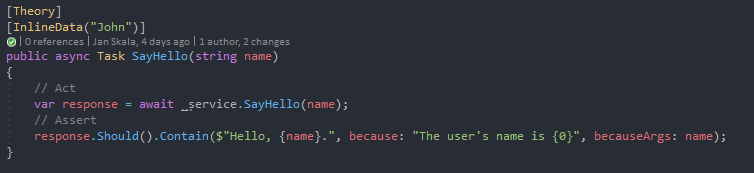 [Theory]
[InlineData("John")]
| 0 references | Jan Skala, 4 days ago | 1 author, 2 changes
public async Task SayHello(string name)
{
// Act
var response = await _service.SayHello(name);
// Assert
response.Should().Contain($"Hello, {name}.", because: "The user's name is {0}", becauseArgs: name);
}